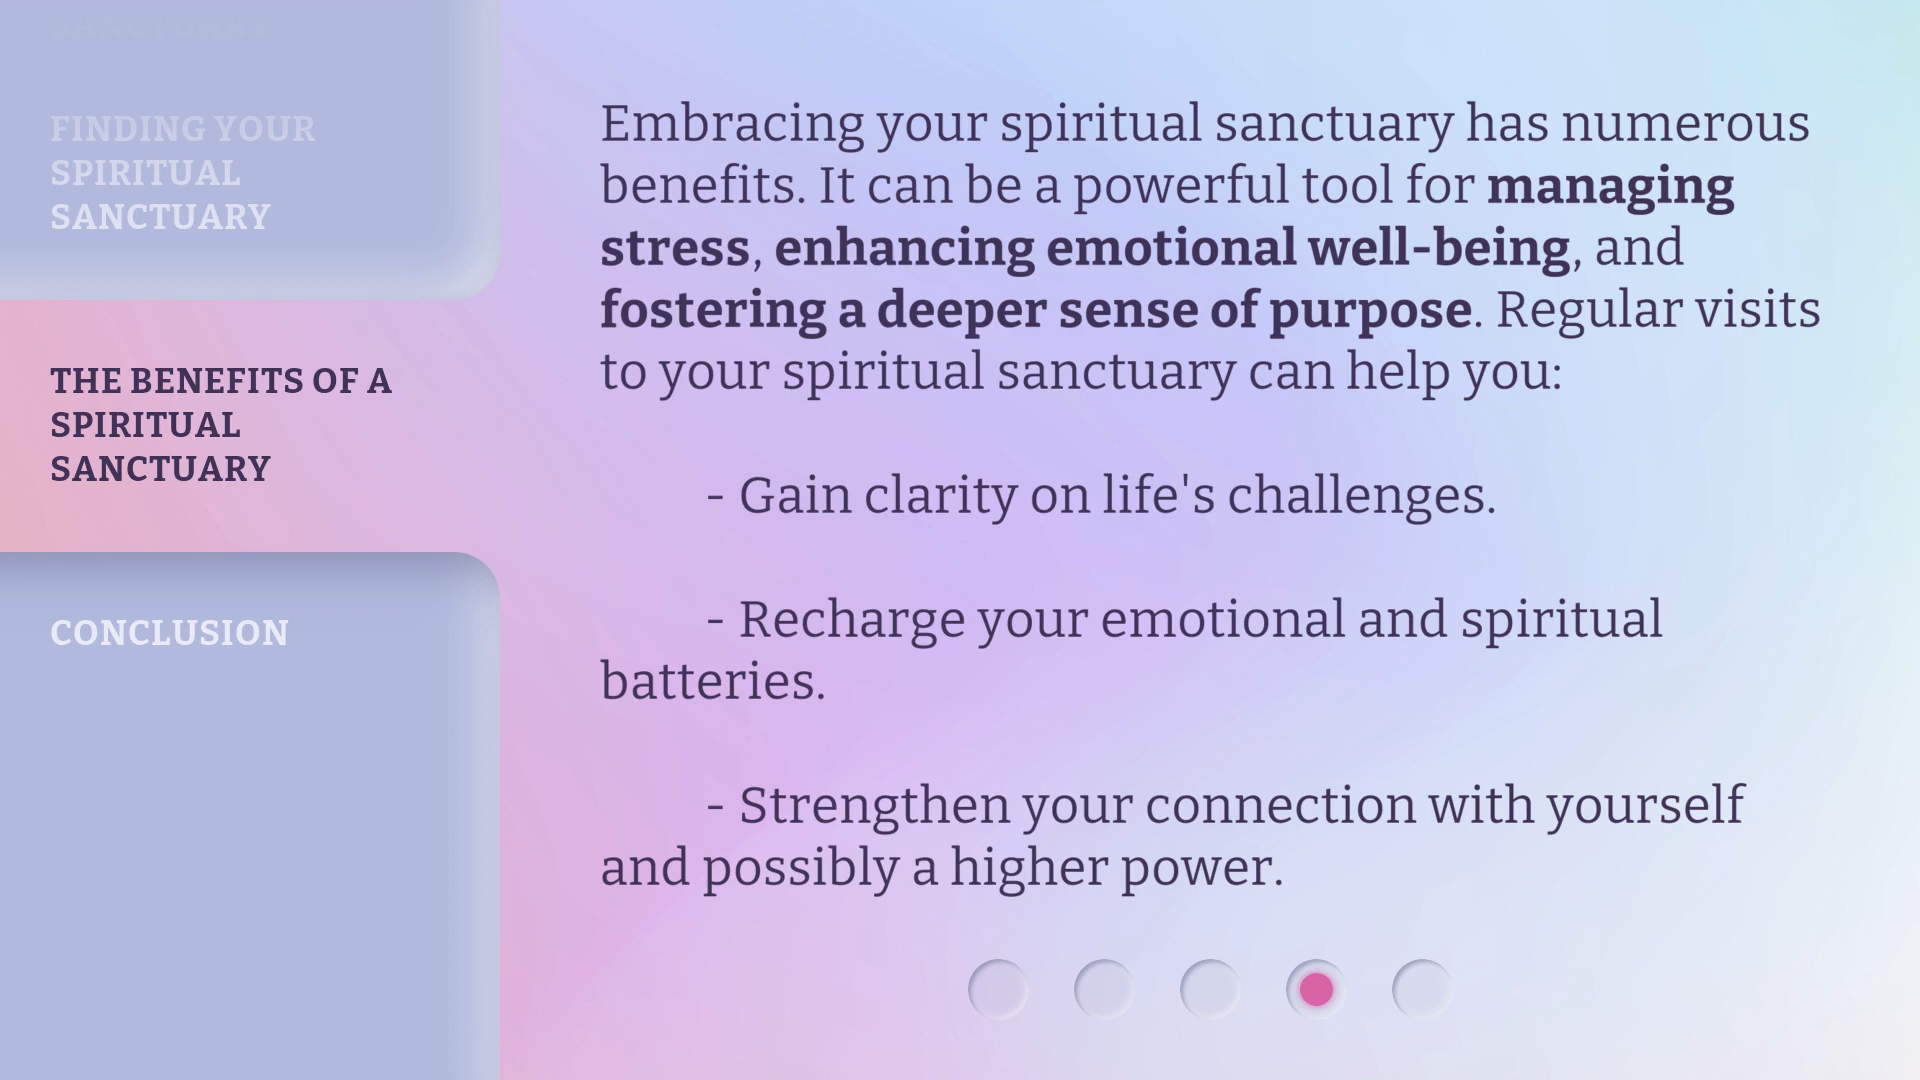 SANCTUARY
FINDING YOUR
SPIRITUAL
SANCTUARY
THE BENEFITS OF A
SPIRITUAL
SANCTUARY
CONCLUSION
Embracing your spiritual sanctuary has numerous
benefits. It can be a powerful tool for managing
stress, enhancing emotional well-being, and
fostering a deeper sense of purpose. Regular visits
to your spiritual sanctuary can help you:
- Gain clarity on life's challenges.
- Recharge your emotional and spiritual
batteries.
- Strengthen your connection with yourself
and possibly a higher power.